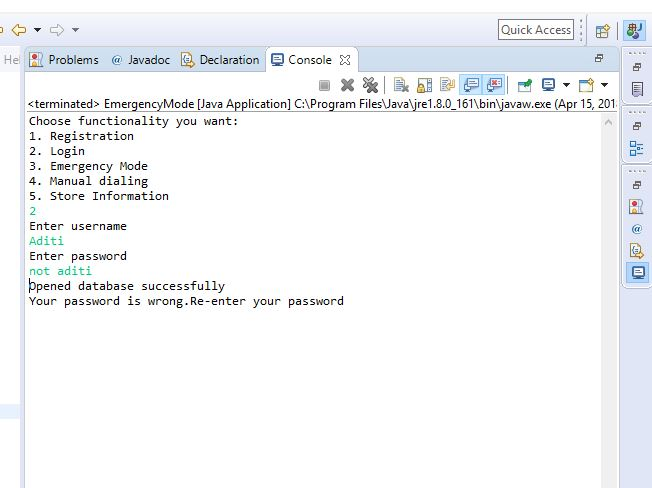 Quick Access
Hel
Problems @ Javadoc Declaration Console
<terminated> EmergencyMode [Java Application] C:\Program Files\Java\jre1.8.0_161\bin\javaw.exe (Apr 15, 201
Choose functionality you want:
1. Registration
2. Login
3. Emergency Mode
4. Manual dialing
5. Store Information
2
Enter username
Aditi
Enter password
not aditi
Opened database successfully
Your password is wrong.Re-enter your password